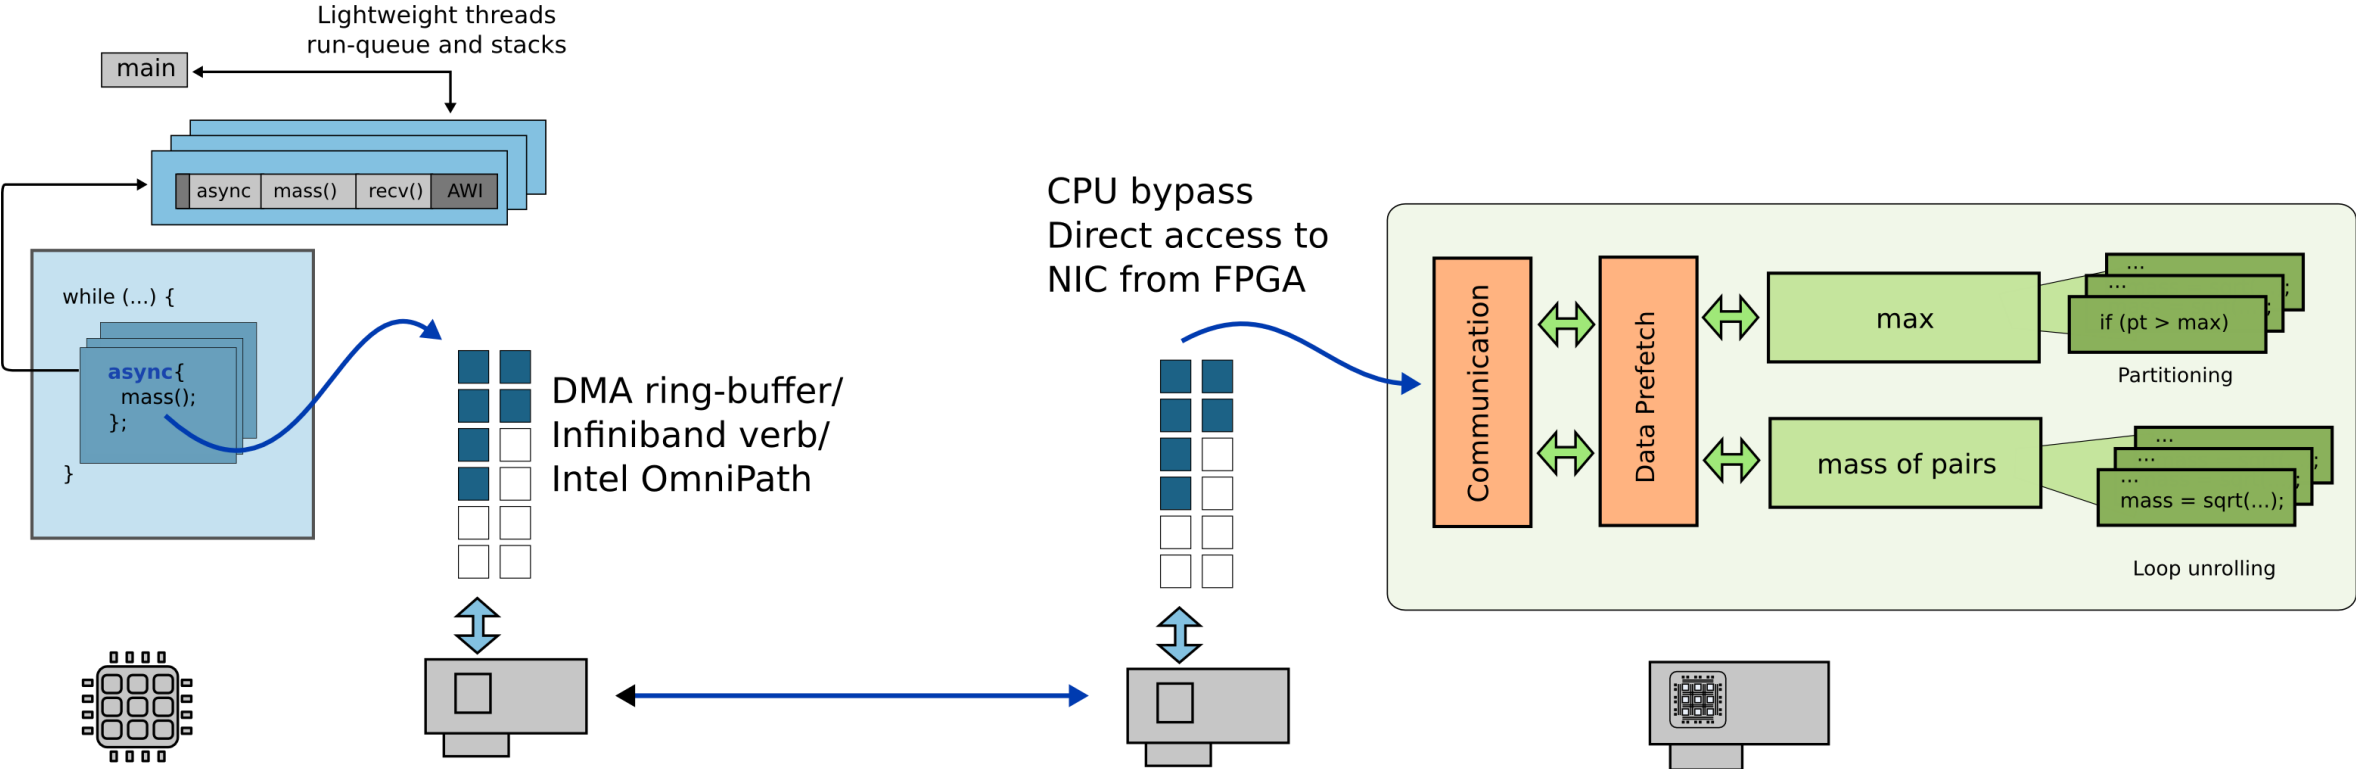 Lightweight threads
run-queue and stacks
main
async
mass()
recv()
AWI
while (...) {
async{
mass();
};
}
DMA ring-buffer/
Infiniband verb/
Intel OmniPath
CPU bypass
Direct access to
NIC from FPGA
Communication
Data Prefetch
max
...
;
...
;
if (pt > max)
Partitioning
mass of pairs
...
;
...
;
...
mass = sqrt(...);
Loop unrolling